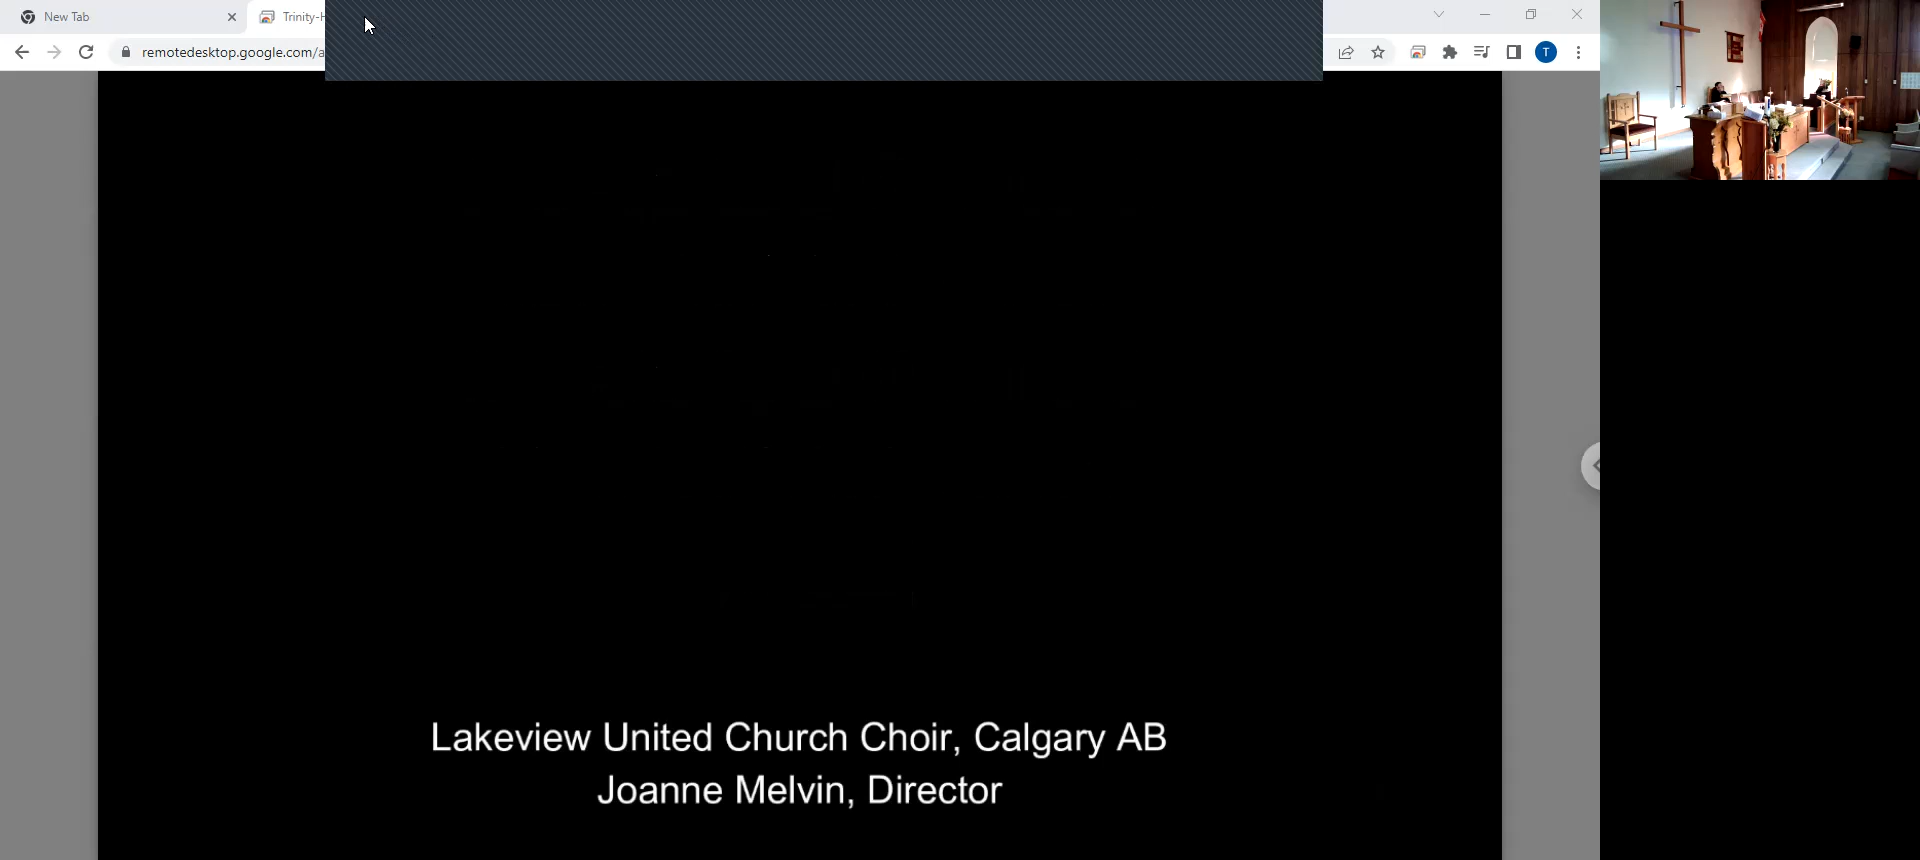 New Tab
Trinity-H
remotedesktop.google.com/a
T
Lakeview United Church Choir, Calgary AB
Joanne Melvin, Director